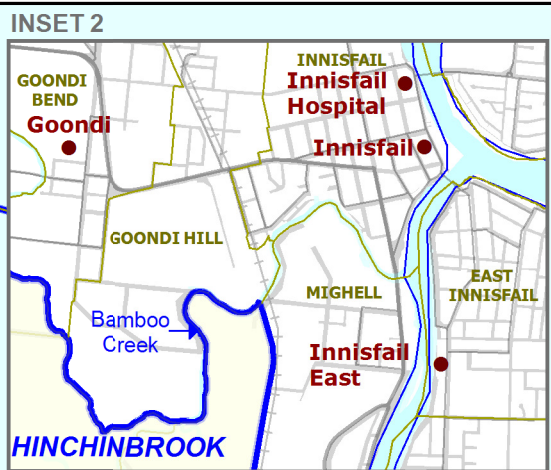 INSET 2
INNISFAIL
GOONDI
BEND
Innisfail
Hospital
Goondi
Innisfail
GOONDI HILL
MIGHELL
EAST
INNISFAIL
Bamboo
Creek
Innisfail
East
HINCHINBROOK